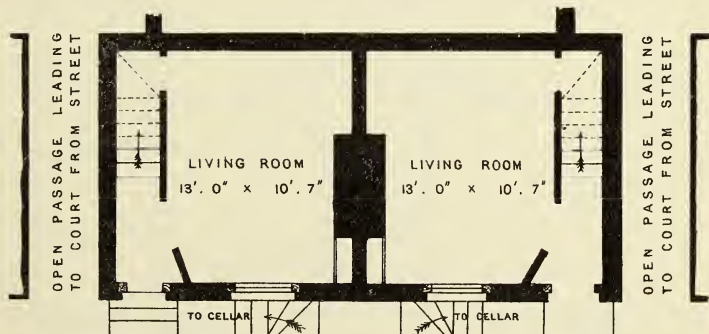 OPEN PASSAGE LEADING
TO COURT FROM STREET
LIVING ROOM
13'. 0" × 10'. 7"
LIVING ROOM
13'. 0" × 10'. 7"
OPEN PASSAGE LEADING
TO COURT FROM STREET
TO CELLAR
TO CELLAR